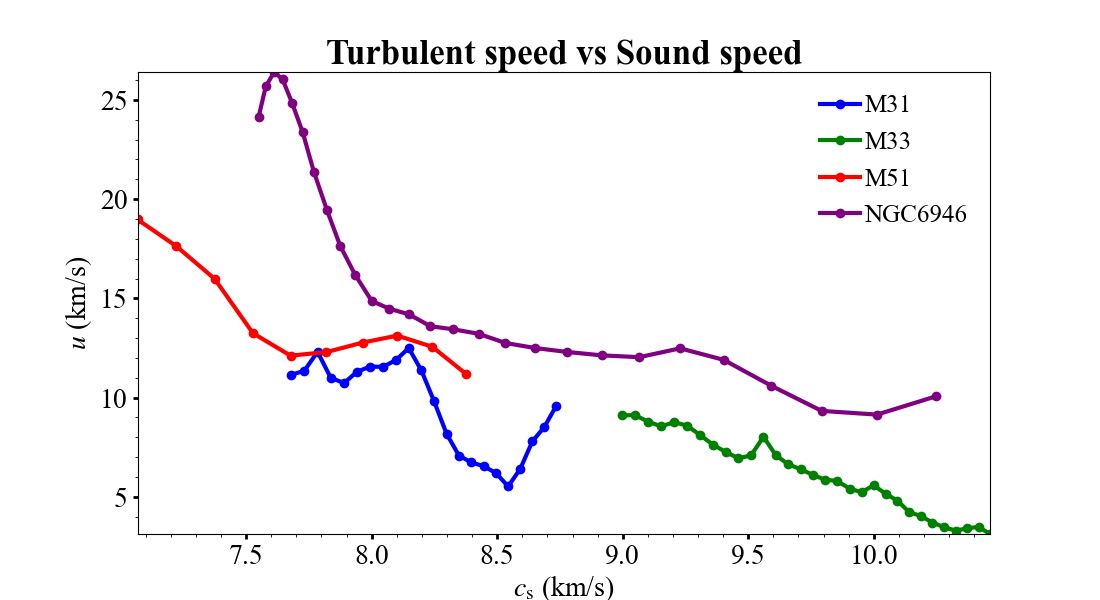 Turbulent speed vs Sound speed
25
20
15
10
5
u (km/s)
M31
M33
M51
NGC6946
7.5 8.0 8.5 9.0 9.5 10.0
cs (km/s)